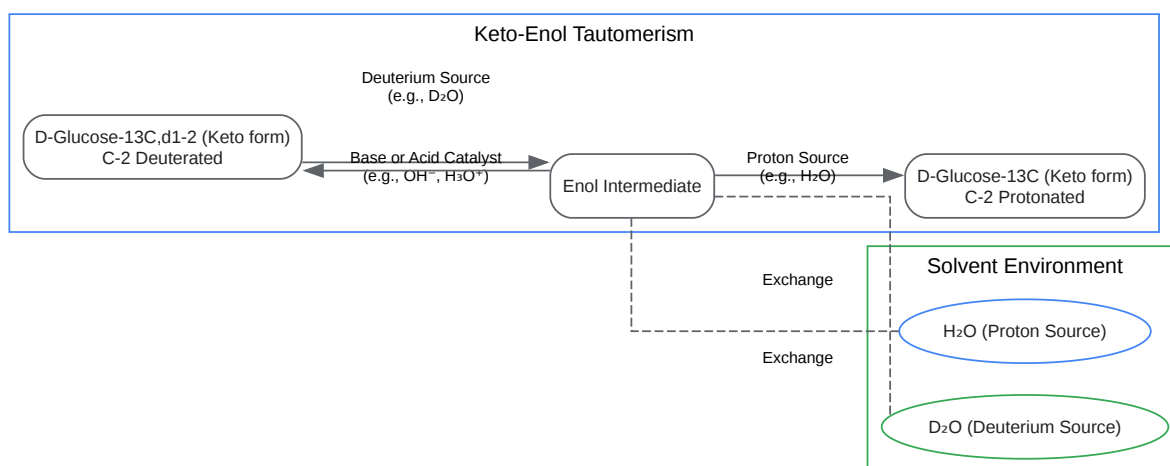 Keto-Enol Tautomerism
Deuterium Source
(e.g., D₂O)
D-Glucose-13C,d1-2 (Keto form)
C-2 Deuterated
Base or Acid Catalyst
(e.g., OH⁻, H₃O⁺)
Enol Intermediate
Proton Source
(e.g., H₂O)
D-Glucose-13C (Keto form)
C-2 Protonated
Solvent Environment
Exchange
H₂O (Proton Source)
Exchange
D₂O (Deuterium Source)